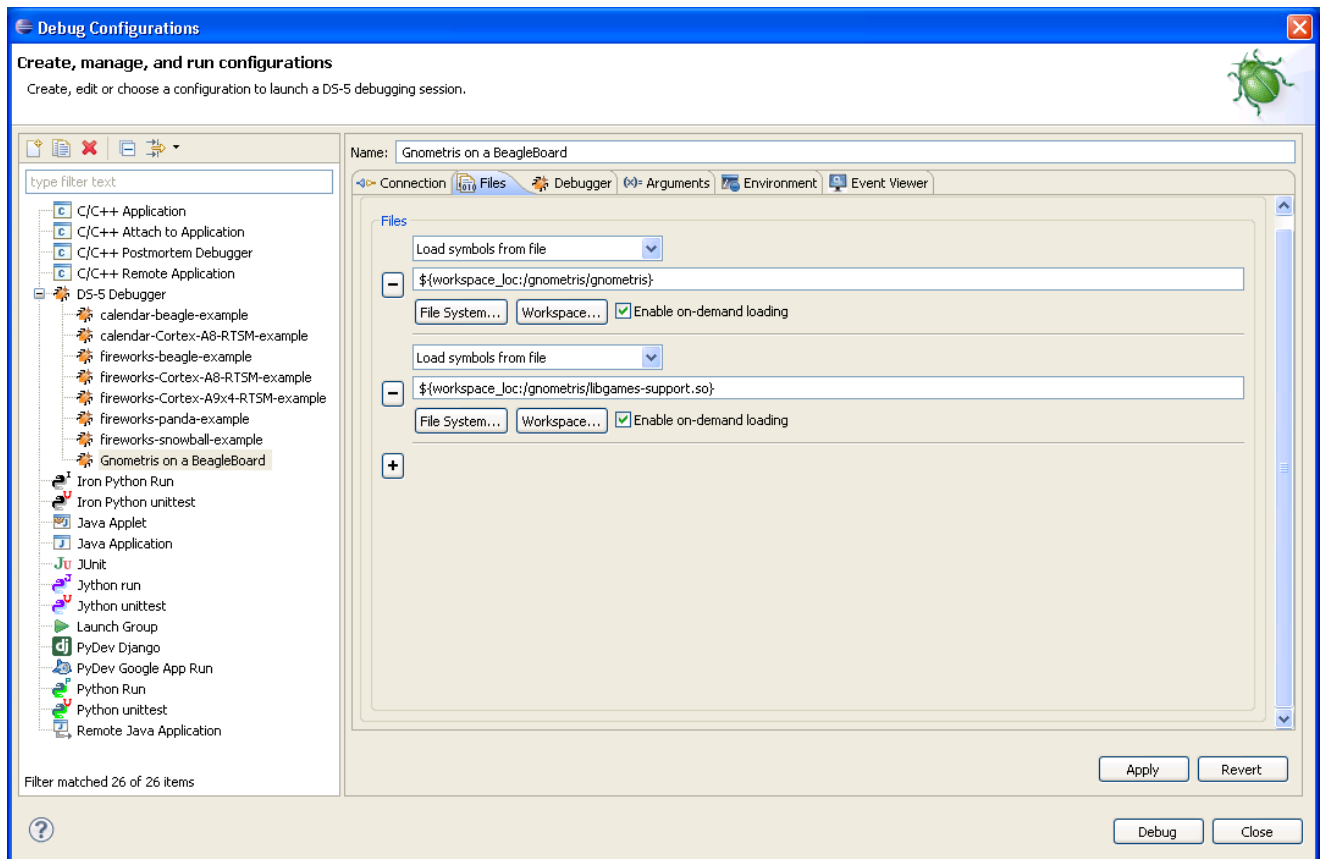 Debug Configurations
Create, manage, and run configurations
Create, edit or choose a configuration to launch a DS-5 debugging session.
type filter text
C/C++ Application
C/C++ Attach to Application
C/C++ Postmortem Debugger
C/C++ Remote Application
DS-5 Debugger
calendar-beagle-example
calendar-Cortex-A8-RTSM-example
fireworks-beagle-example
fireworks-Cortex-A8-RTSM-example
fireworks-Cortex-A9x4-RTSM-example
fireworks-panda-example
fireworks-snowball-example
Gnometris on a BeagleBoard
Iron Python Run
Iron Python unittest
Java Applet
Java Application
JUnit
Jython run
Jython unittest
Launch Group
PyDev Django
PyDev Google App Run
Python Run
Python unittest
Remote Java Application
Filter matched 26 of 26 items
Name: Gnometris on a BeagleBoard
Connection Files Debugger Arguments Environment Event Viewer
Files
Load symbols from file
${workspace_loc:/gnometris/gnometris}
File System... Workspace... Enable on-demand loading
Load symbols from file
${workspace_loc:/gnometris/libgames-support.so}
File System... Workspace... Enable on-demand loading
Apply Revert
Debug Close